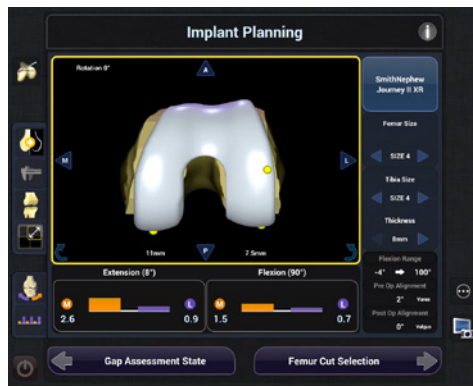 Implant Planning
i
Rotation 0°
A
M
L
P
11mm
7.5mm
SmithNephew
Journey II XR
Femur Size
SIZE 4
Tibia Size
SIZE 4
Thickness
8mm
Flexion Range
-4° 100°
Pre Op Alignment
2° Varus
Post Op Alignment
0° Valgus
Extension (8°)
M
2.6
L
0.9
Flexion (90°)
M
1.5
L
0.7
Gap Assessment State
Femur Cut Selection